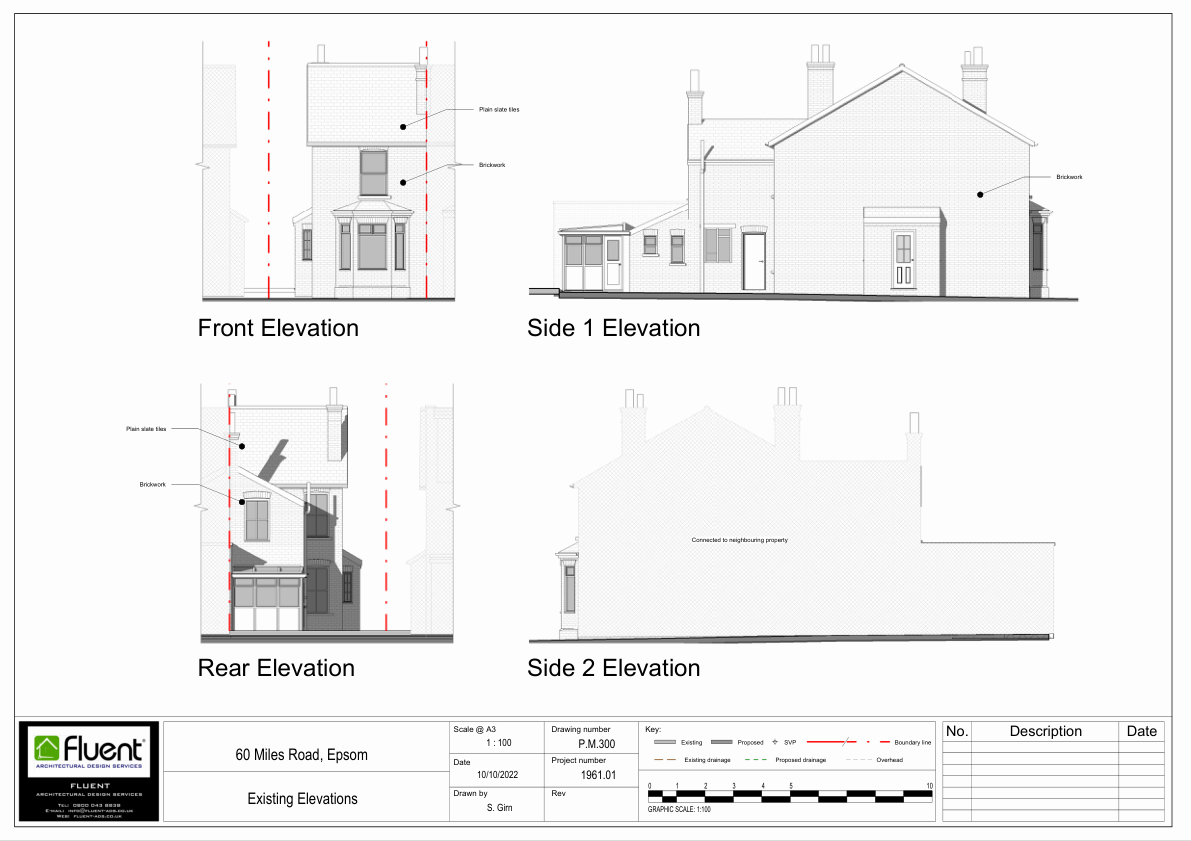 Plain slate tiles
Brickwork
Brickwork
Front Elevation
Side 1 Elevation
Plain slate tiles
Brickwork
Connected to neighbouring property
Rear Elevation
Side 2 Elevation
fluent
ARCHITECTURAL DESIGN SERVICES
FLUENT
ARCHITECTURAL DESIGN SERVICES
TEL: 0800 043 8838
E-MAIL: INFO@FLUENT-ADS.CO.UK
WEB: FLUENT-ADS.CO.UK
60 Miles Road, Epsom
Existing Elevations
Scale @ A3
1 : 100
Date
10/10/2022
Drawn by
S. Girn
Drawing number
P.M.300
Project number
1961.01
Rev
Key:
Existing Proposed SVP Boundary line
Existing drainage Proposed drainage Overhead
0 1 2 3 4 5 10
GRAPHIC SCALE: 1:100
No. Description Date